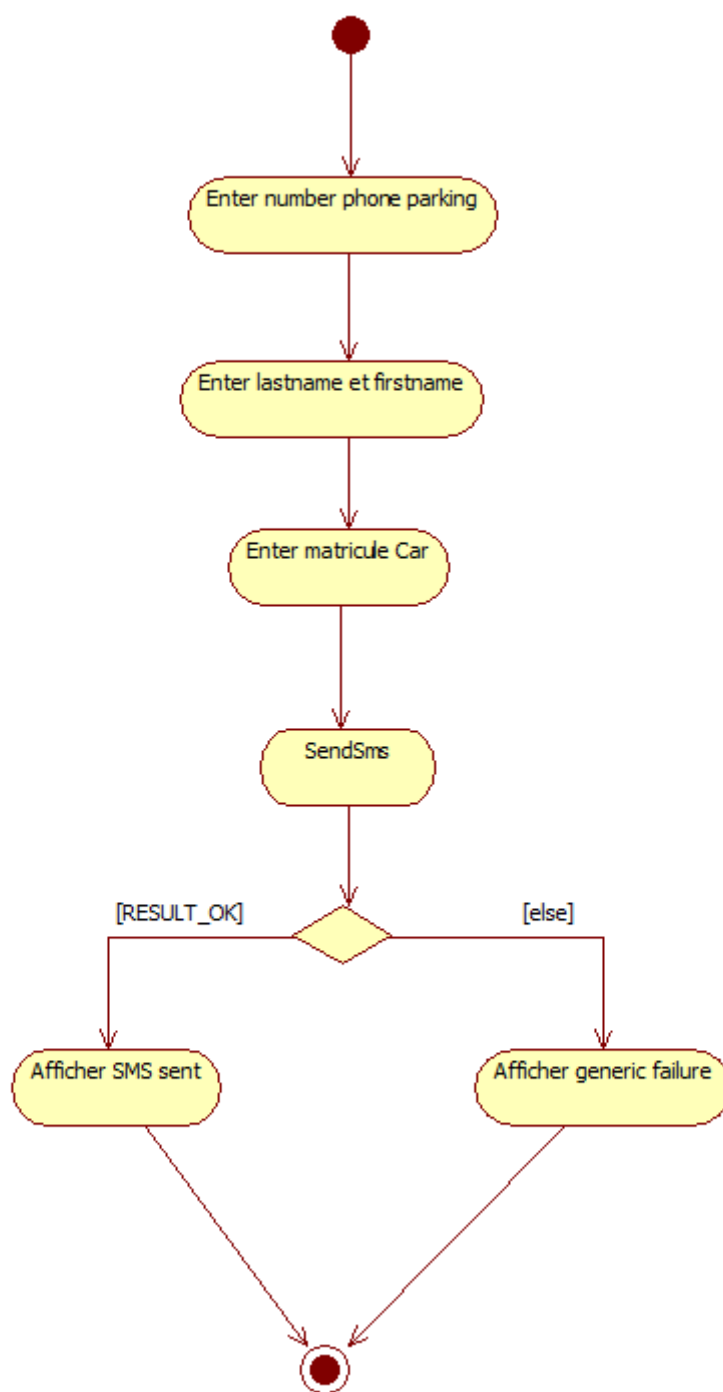 Enter number phone parking
Enter lastname et firstname
Enter matricule Car
SendSms
[RESULT_OK]
[else]
Afficher SMS sent
Afficher generic failure